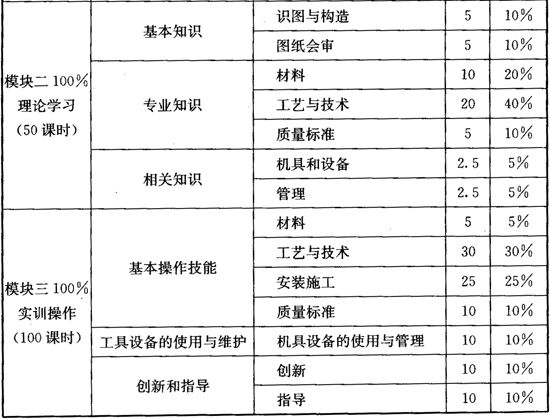 模块二 100%
理论学习
(50 课时)
基本知识
识图与构造 5 10%
图纸会审 5 10%
专业知识
材料 10 20%
工艺与技术 20 40%
质量标准 5 10%
相关知识
机具和设备 2.5 5%
管理 2.5 5%
模块三 100%
实训操作
(100 课时)
基本操作技能
材料 5 5%
工艺与技术 30 30%
安装施工 25 25%
质量标准 10 10%
工具设备的使用与维护
机具设备的使用与管理 10 10%
创新和指导
创新 10 10%
指导 10 10%